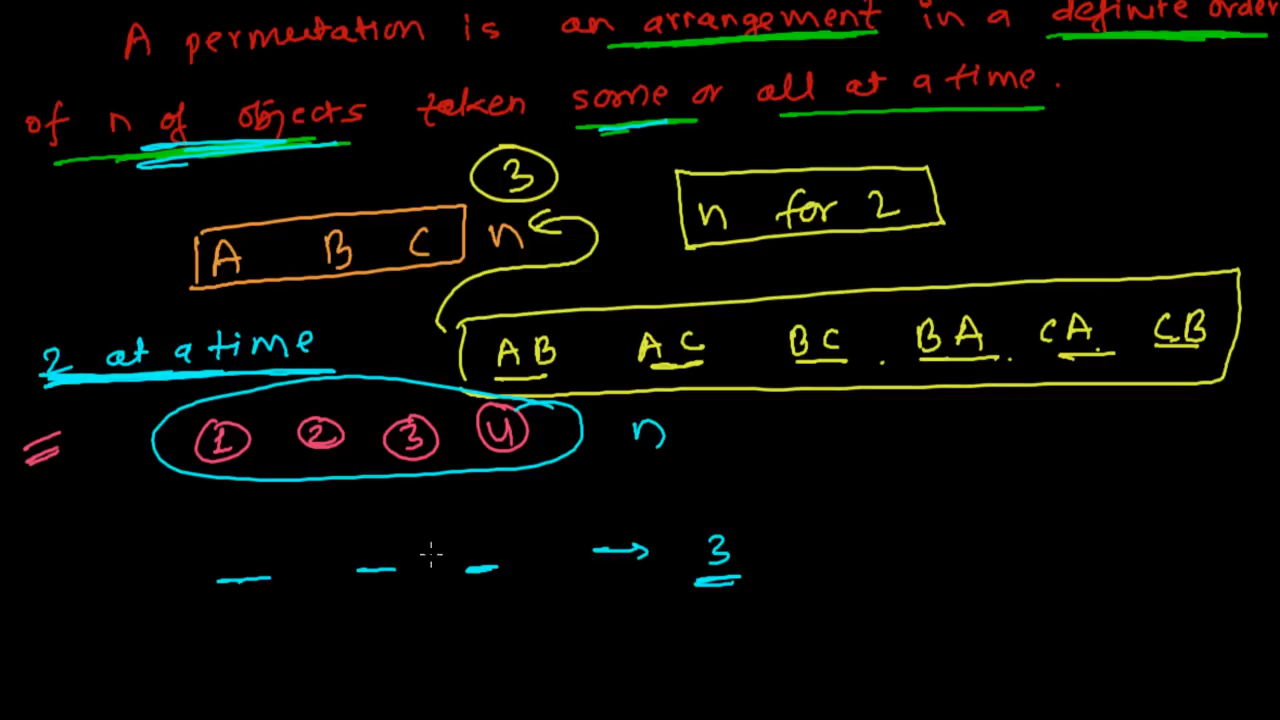 A permutation is an arrangement in a definite order
of n of objects taken some or all at a time.
3
A B C n
n for 2
2 at a time
AB AC BC . BA . CA . CB
= 1 2 3 4 n
→ 3